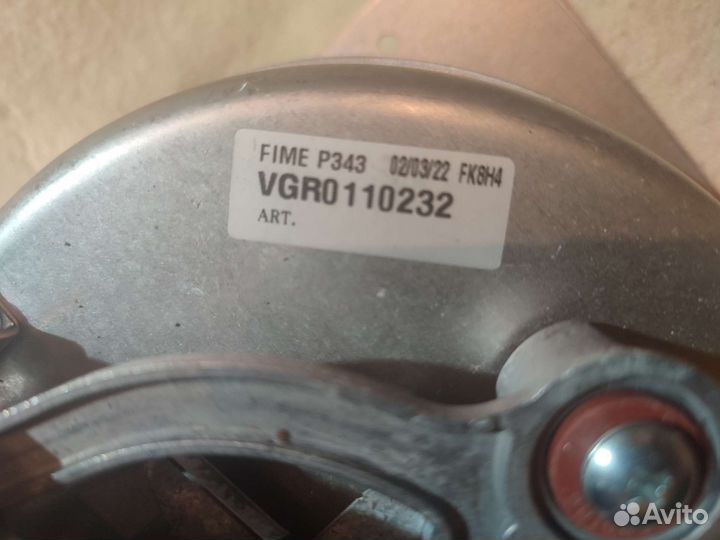 FIME P343 02/03/22 FK8H4
VGR0110232
ART.
Avito